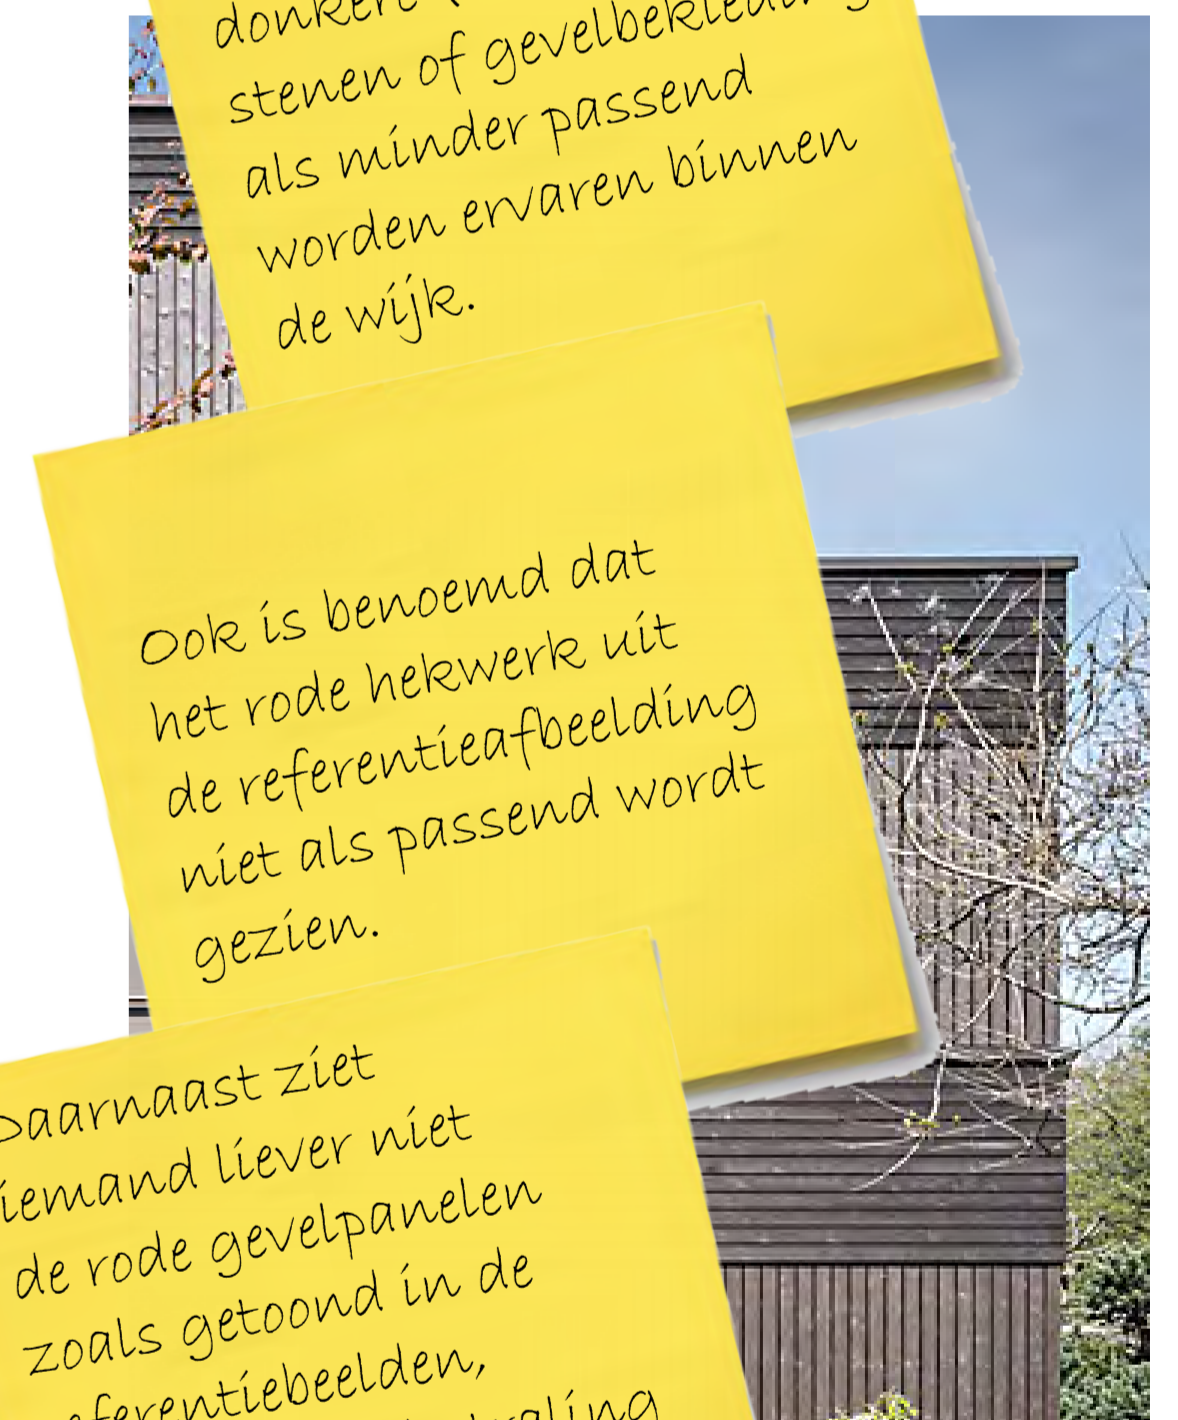 stenen of gevelbekleding
als minder passend
worden ervaren binnen
de wijk.
Ook is benoemd dat
het rode hekwerk uit
de referentieafbeelding
niet als passend wordt
gezien.
Daarnaast ziet
iemand liever niet
de rode gevelpanelen
zoals getoond in de